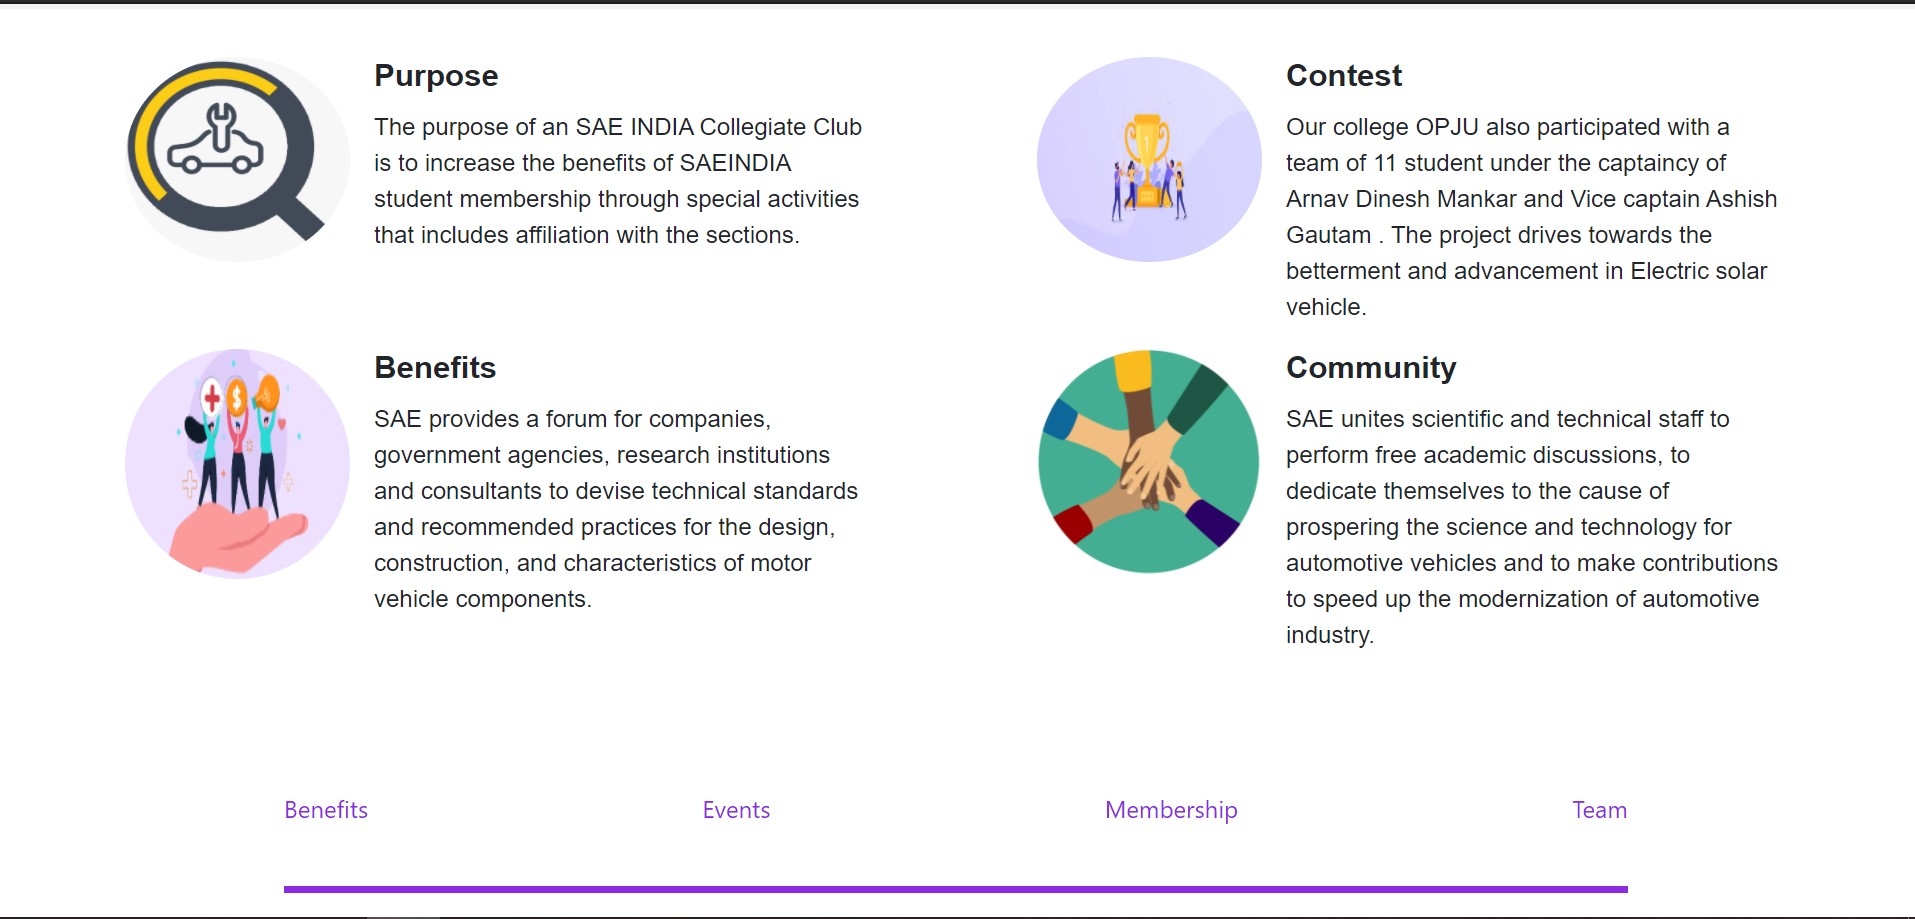 Purpose
The purpose of an SAE INDIA Collegiate Club
is to increase the benefits of SAEINDIA
student membership through special activities
that includes affiliation with the sections.
Contest
Our college OPJU also participated with a
team of 11 student under the captaincy of
Arnav Dinesh Mankar and Vice captain Ashish
Gautam . The project drives towards the
betterment and advancement in Electric solar
vehicle.
Benefits
SAE provides a forum for companies,
government agencies, research institutions
and consultants to devise technical standards
and recommended practices for the design,
construction, and characteristics of motor
vehicle components.
Community
SAE unites scientific and technical staff to
perform free academic discussions, to
dedicate themselves to the cause of
prospering the science and technology for
automotive vehicles and to make contributions
to speed up the modernization of automotive
industry.
Benefits
Events
Membership
Team